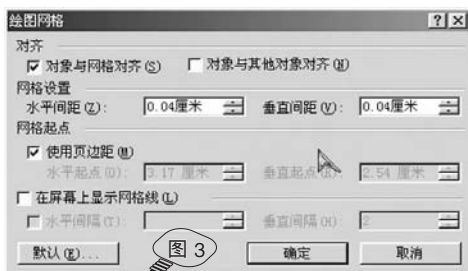 绘图网格
对齐
对象与网格对齐(S) 对象与其他对象对齐(N)
网格设置
水平间距(Z): 0.04厘米 垂直间距(V): 0.04厘米
网格起点
使用页边距(M)
水平起点(O): 3.17 厘米 垂直起点(R): 2.54 厘米
在屏幕上显示网格线(L)
水平间隔(T): 垂直间隔(H): 2
默认(E)... 图 3 确定 取消